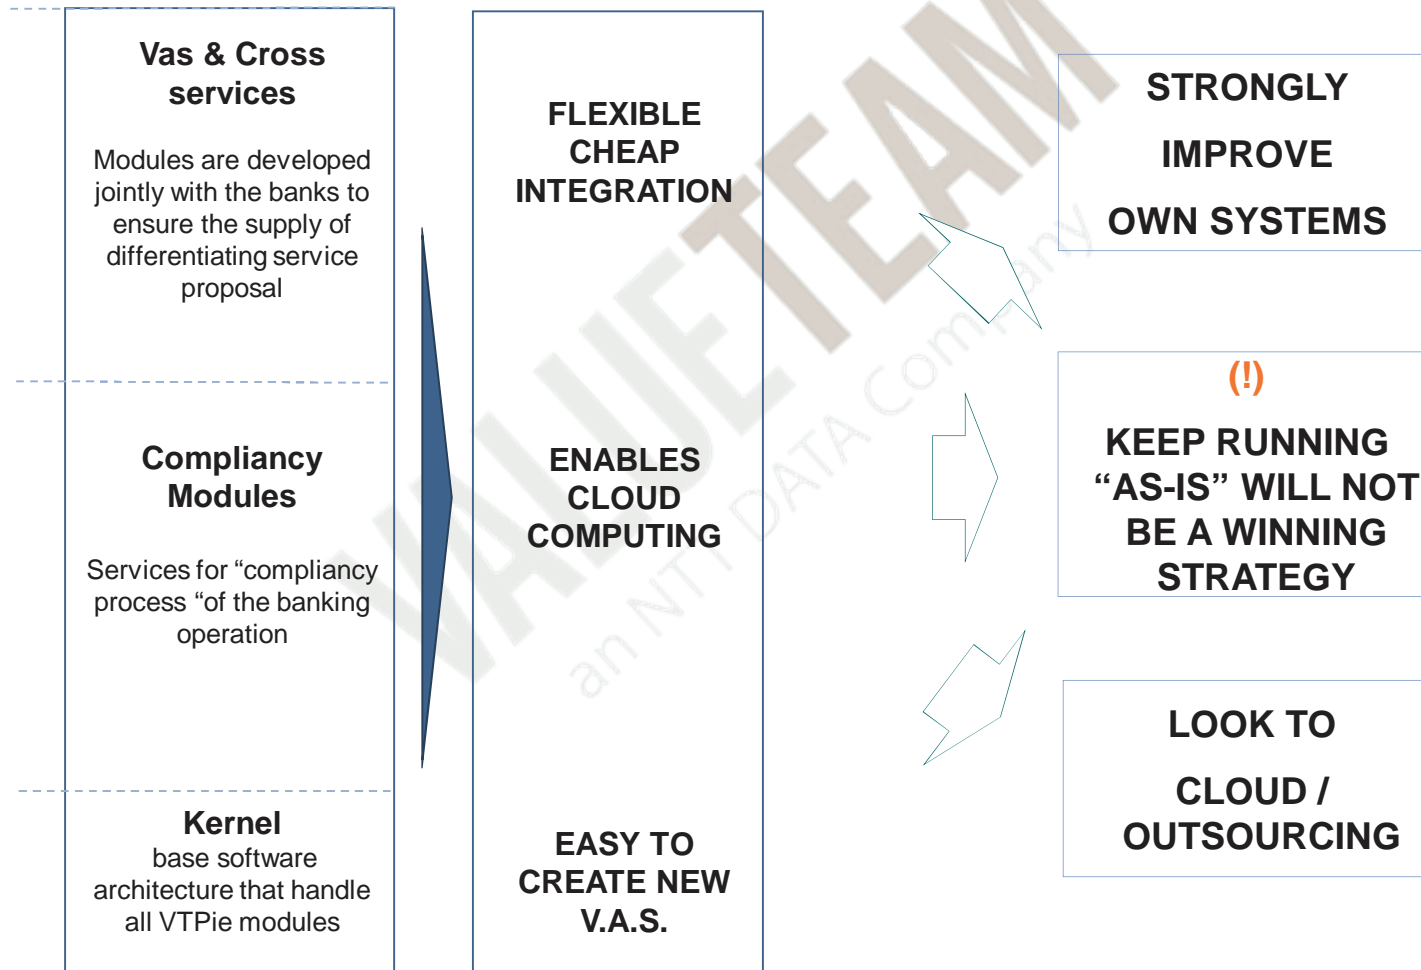 Vas & Cross
services
Modules are developed
jointly with the banks to
ensure the supply of
differentiating service
proposal
Compliancy
Modules
Services for “compliancy
process “of the banking
operation
Kernel
base software
architecture that handle
all VTPie modules
FLEXIBLE
CHEAP
INTEGRATION
ENABLES
CLOUD
COMPUTING
EASY TO
CREATE NEW
V.A.S.
STRONGLY
IMPROVE
OWN SYSTEMS
(!)
KEEP RUNNING
“AS-IS” WILL NOT
BE A WINNING
STRATEGY
LOOK TO
CLOUD /
OUTSOURCING
VALUETEAM
an NTT DATA Company